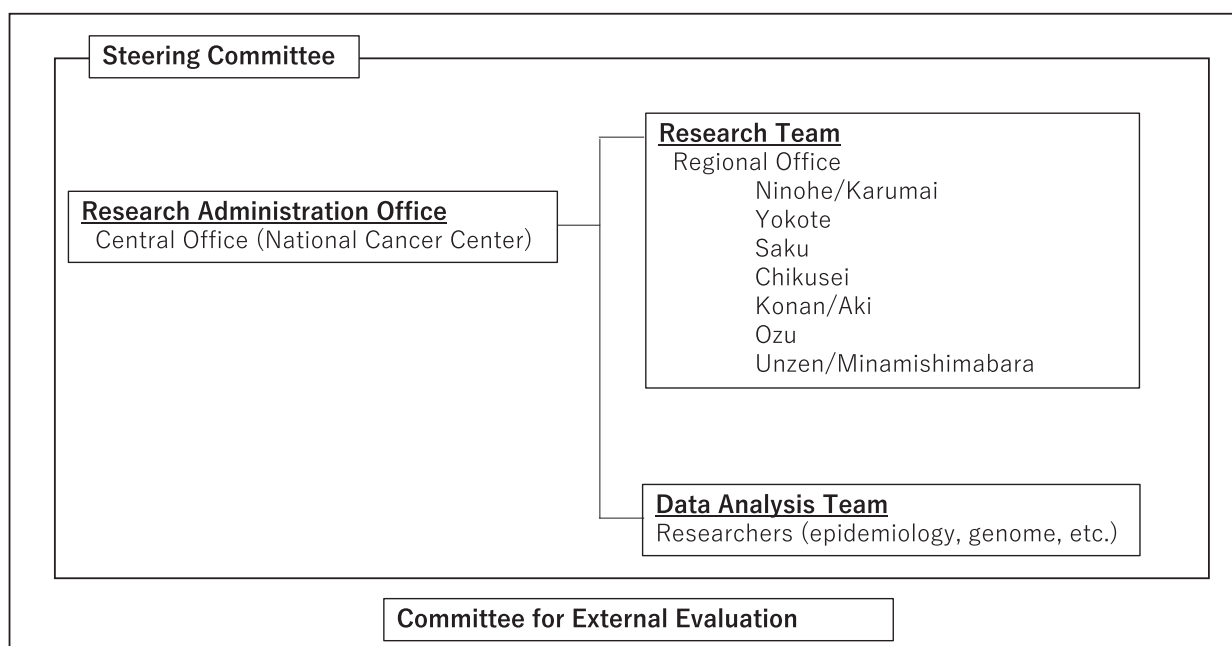 Steering Committee
Research Administration Office
Central Office (National Cancer Center)
Research Team
Regional Office
Ninohe/Karumai
Yokote
Saku
Chikusei
Konan/Aki
Ozu
Unzen/Minamishimabara
Data Analysis Team
Researchers (epidemiology, genome, etc.)
Committee for External Evaluation